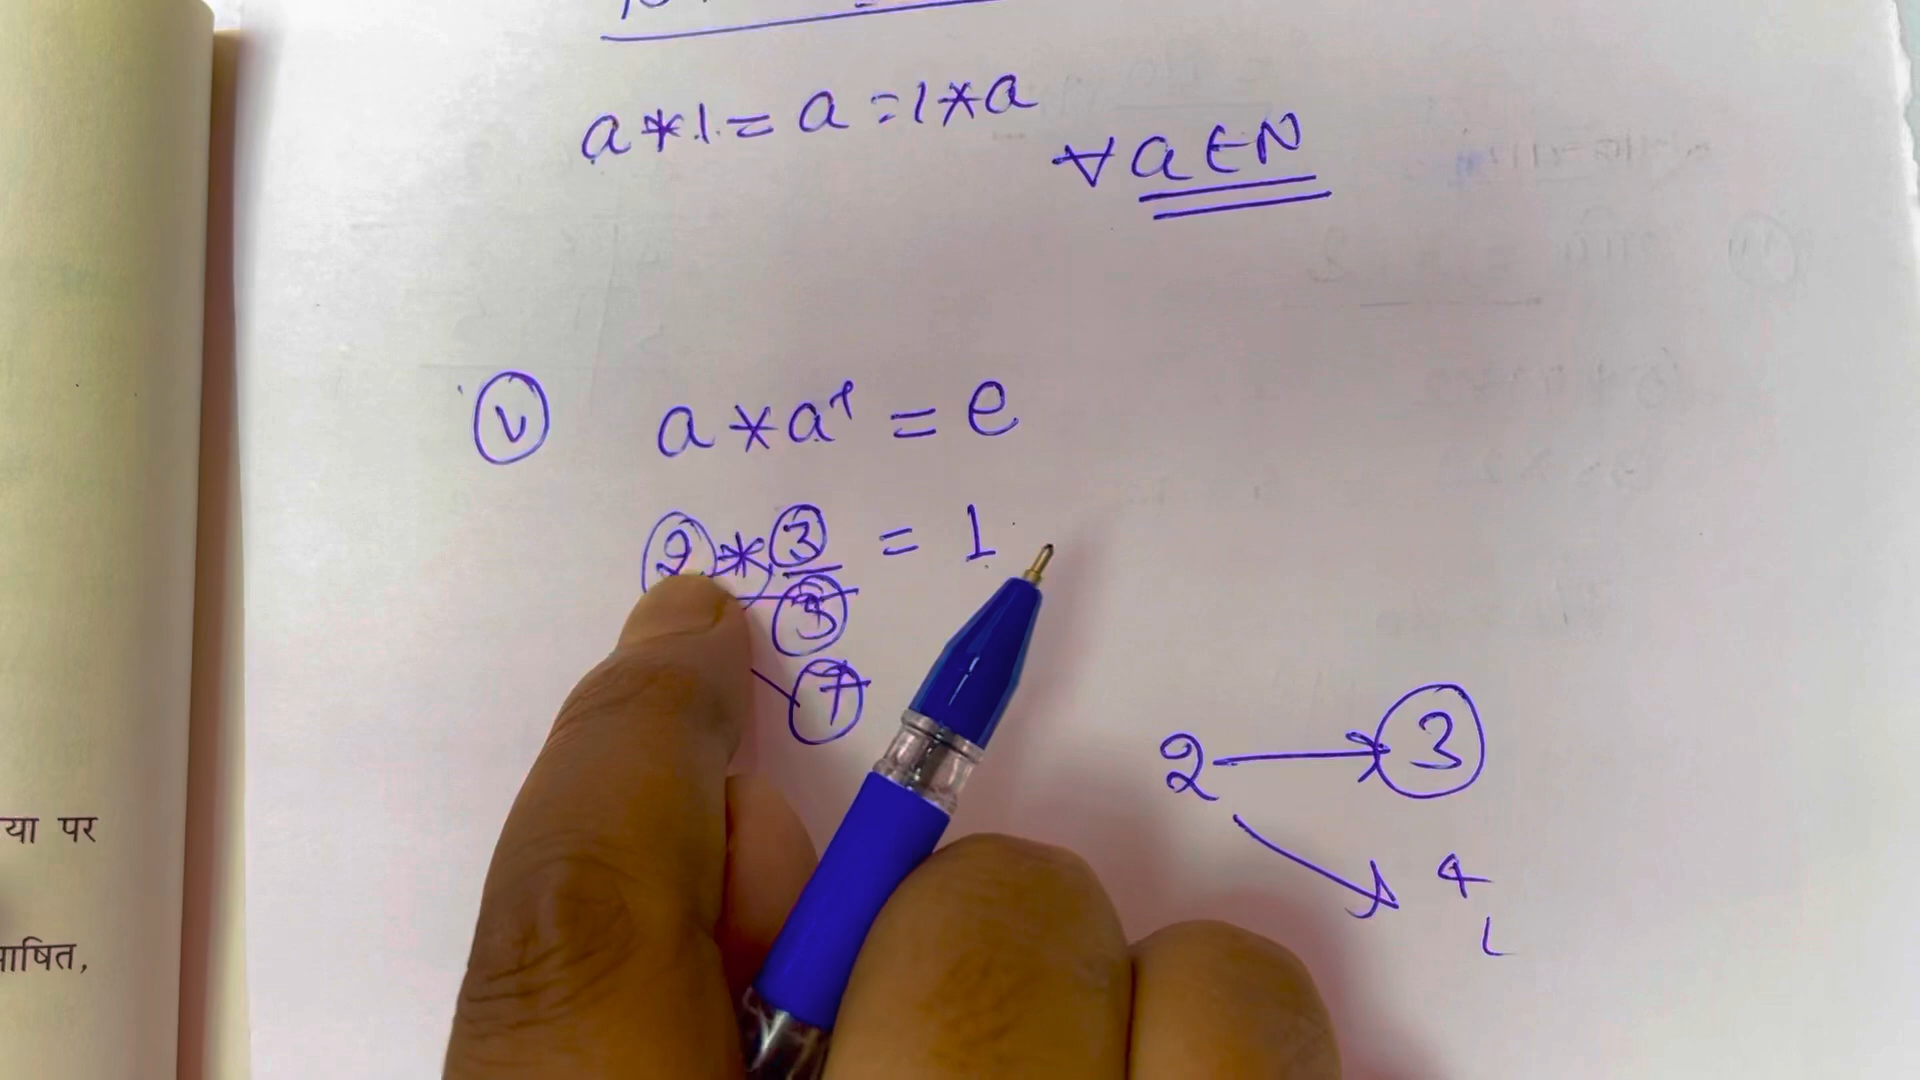 a * 1 = a = 1 * a
∀ a ∈ N
(v) a * a⁻¹ = e
2 * 3 = 1
5
7
2 → 3
4
या पर
भाषित,